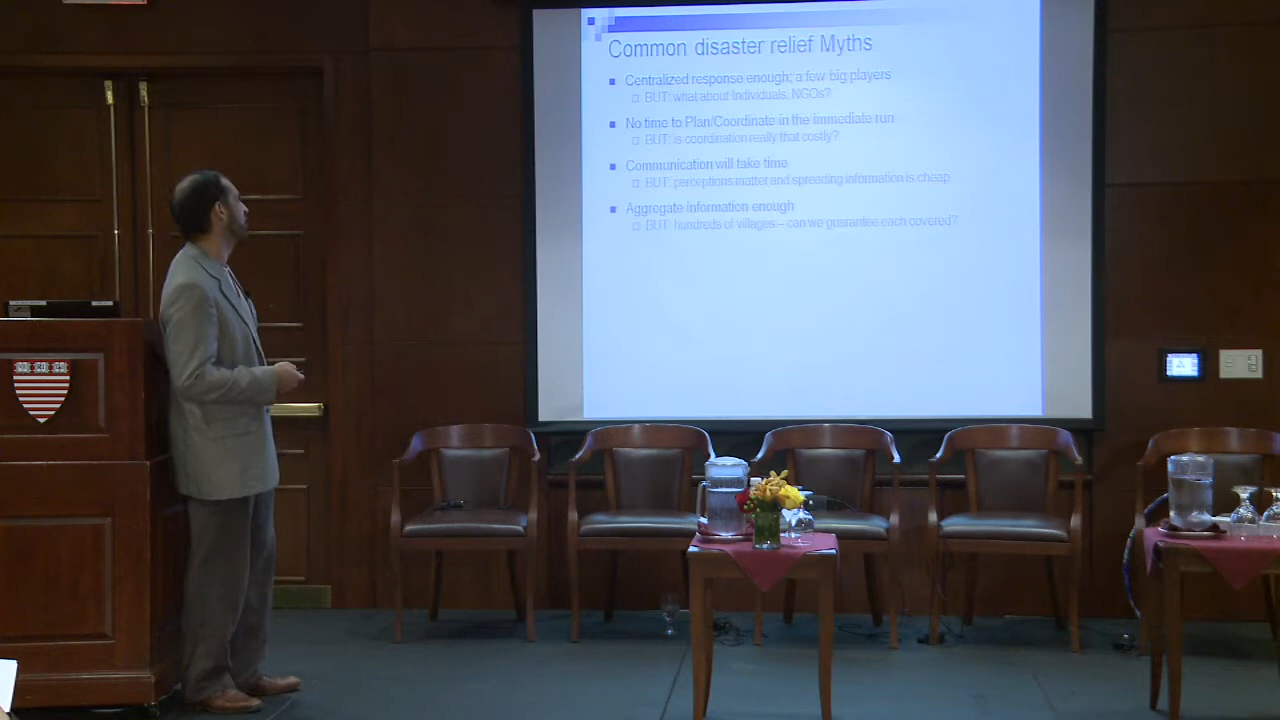 Common disaster relief Myths
Centralized response enough; a few big players
BUT: what about Individuals, NGOs?
No time to Plan/Coordinate in the immediate run
BUT: is coordination really that costly?
Communication will take time
BUT: perceptions matter and spreading information is cheap
Aggregate information enough
BUT: hundreds of villages – can we guarantee each covered?